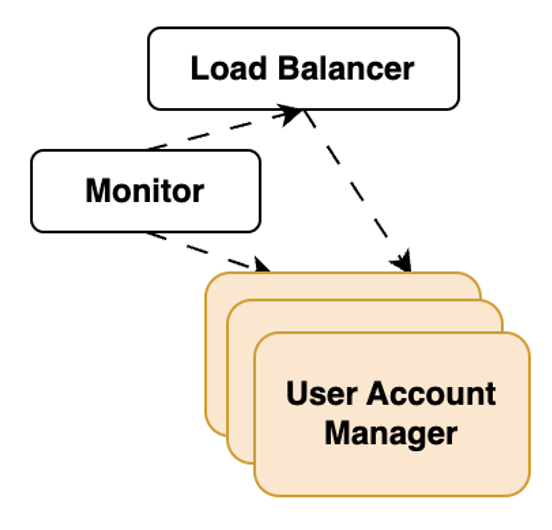 Load Balancer
Monitor
User Account
Manager